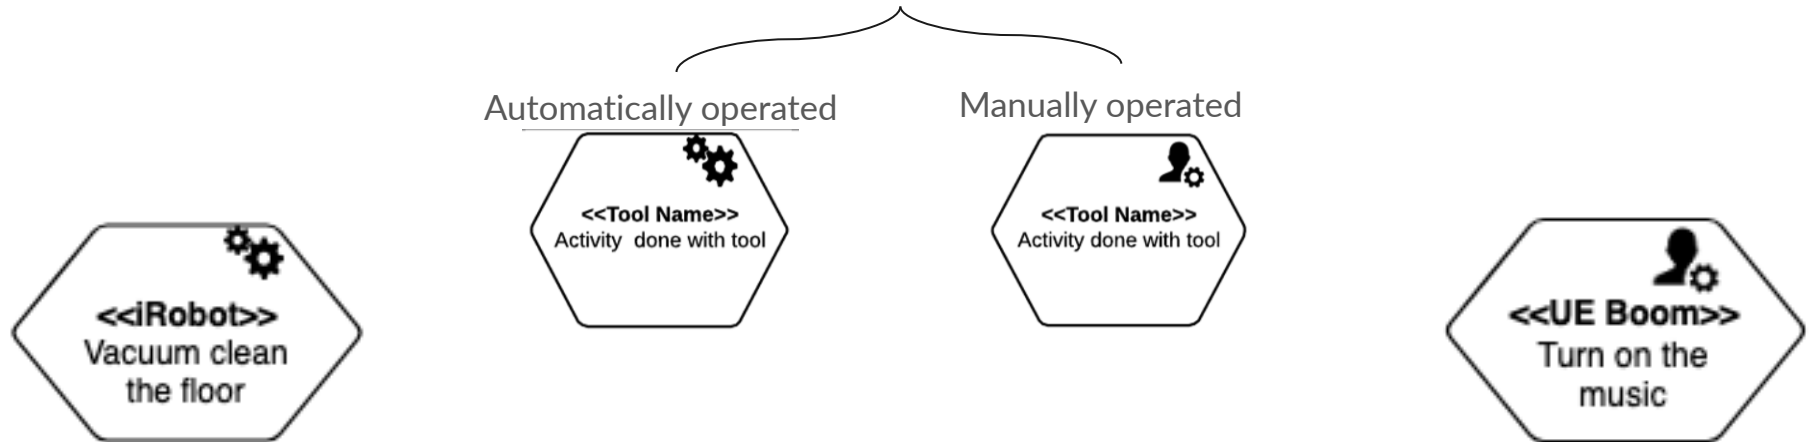 Automatically operated
Manually operated
<<Tool Name>>
Activity  done with tool
<<Tool Name>>
Activity done with tool
<<iRobot>>
Vacuum clean
the floor
<<UE Boom>>
Turn on the
music